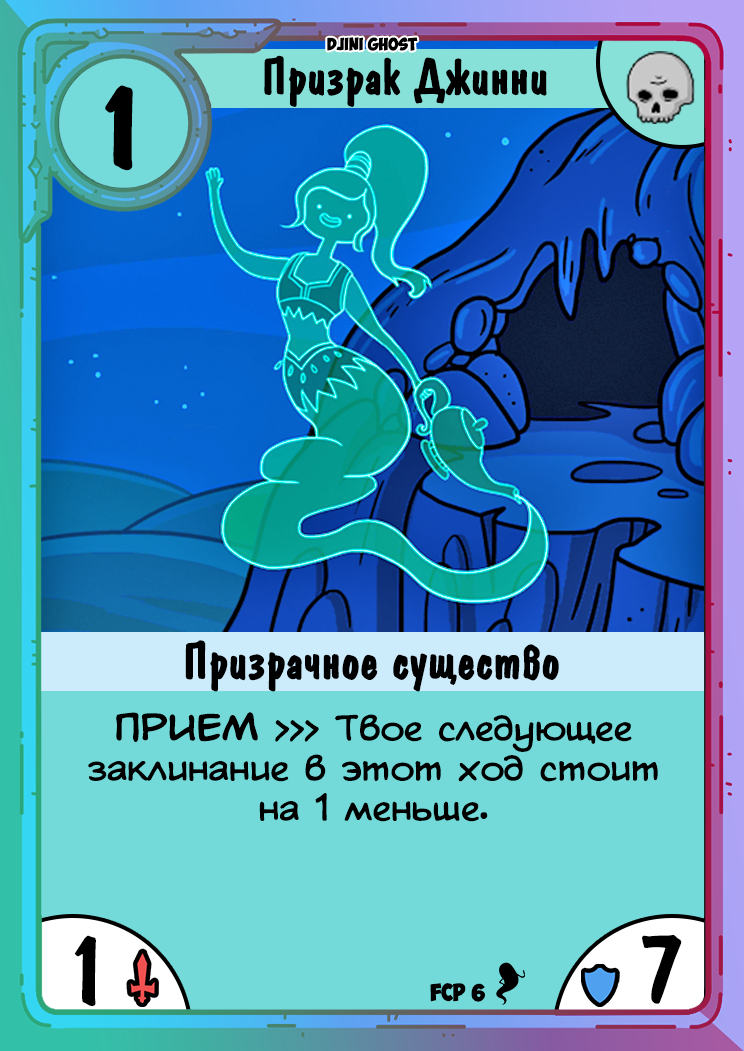 DJINI GHOST
1
Призрак Джинни
Призрачное существо
ПРИЕМ >>> Твое следующее
заклинание в этот ход стоит
на 1 меньше.
1
FCP 6
7